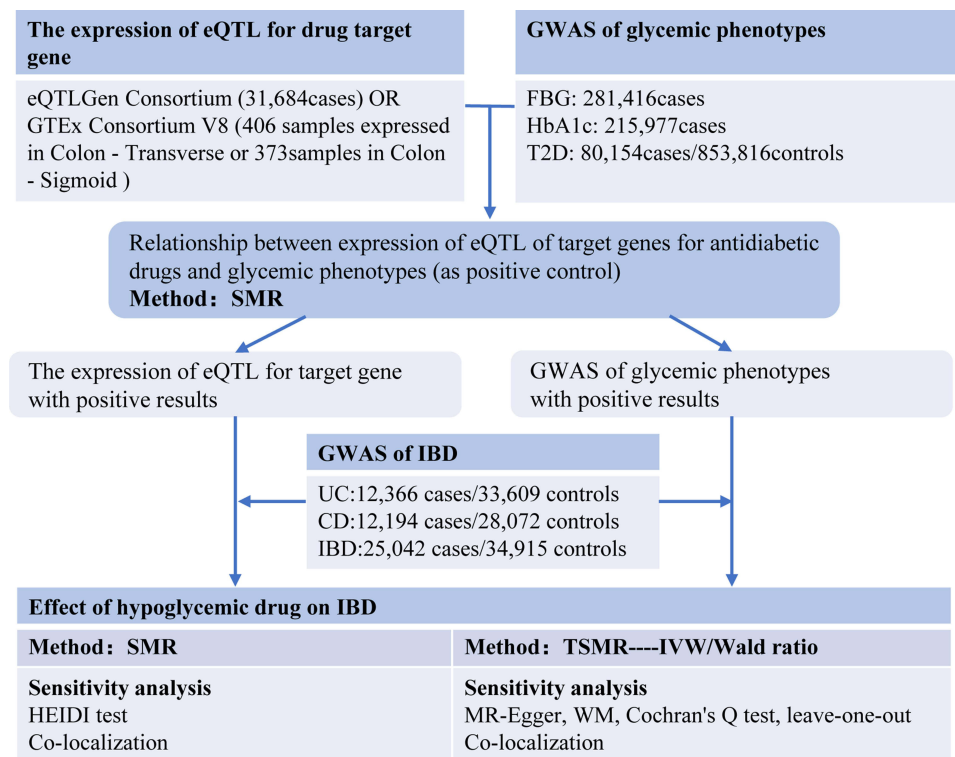 The expression of eQTL for drug target
gene
eQTLGen Consortium (31,684cases) OR
GTEx Consortium V8 (406 samples expressed
in Colon - Transverse or 373samples in Colon
- Sigmoid )
GWAS of glycemic phenotypes
FBG: 281,416cases
HbA1c: 215,977cases
T2D: 80,154cases/853,816controls
Relationship between expression of eQTL of target genes for antidiabetic
drugs and glycemic phenotypes (as positive control)
Method：SMR
The expression of eQTL for target gene
with positive results
GWAS of glycemic phenotypes
with positive results
GWAS of IBD
UC:12,366 cases/33,609 controls
CD:12,194 cases/28,072 controls
IBD:25,042 cases/34,915 controls
Effect of hypoglycemic drug on IBD
Method：SMR
Sensitivity analysis
HEIDI test
Co-localization
Method：TSMR----IVW/Wald ratio
Sensitivity analysis
MR-Egger, WM, Cochran's Q test, leave-one-out
Co-localization